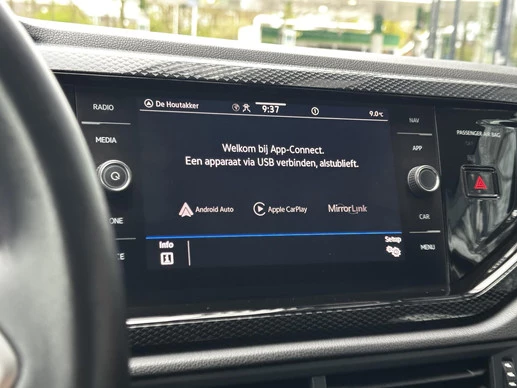 RADIO
De Houtakker
9:37
9.0°C
NAV
MEDIA
Welkom bij App-Connect.
Een apparaat via USB verbinden, alstublieft.
APP
PASSENGER AIR BAG
Android Auto
Apple CarPlay
MirrorLink
CAR
Info
Setup
MENU